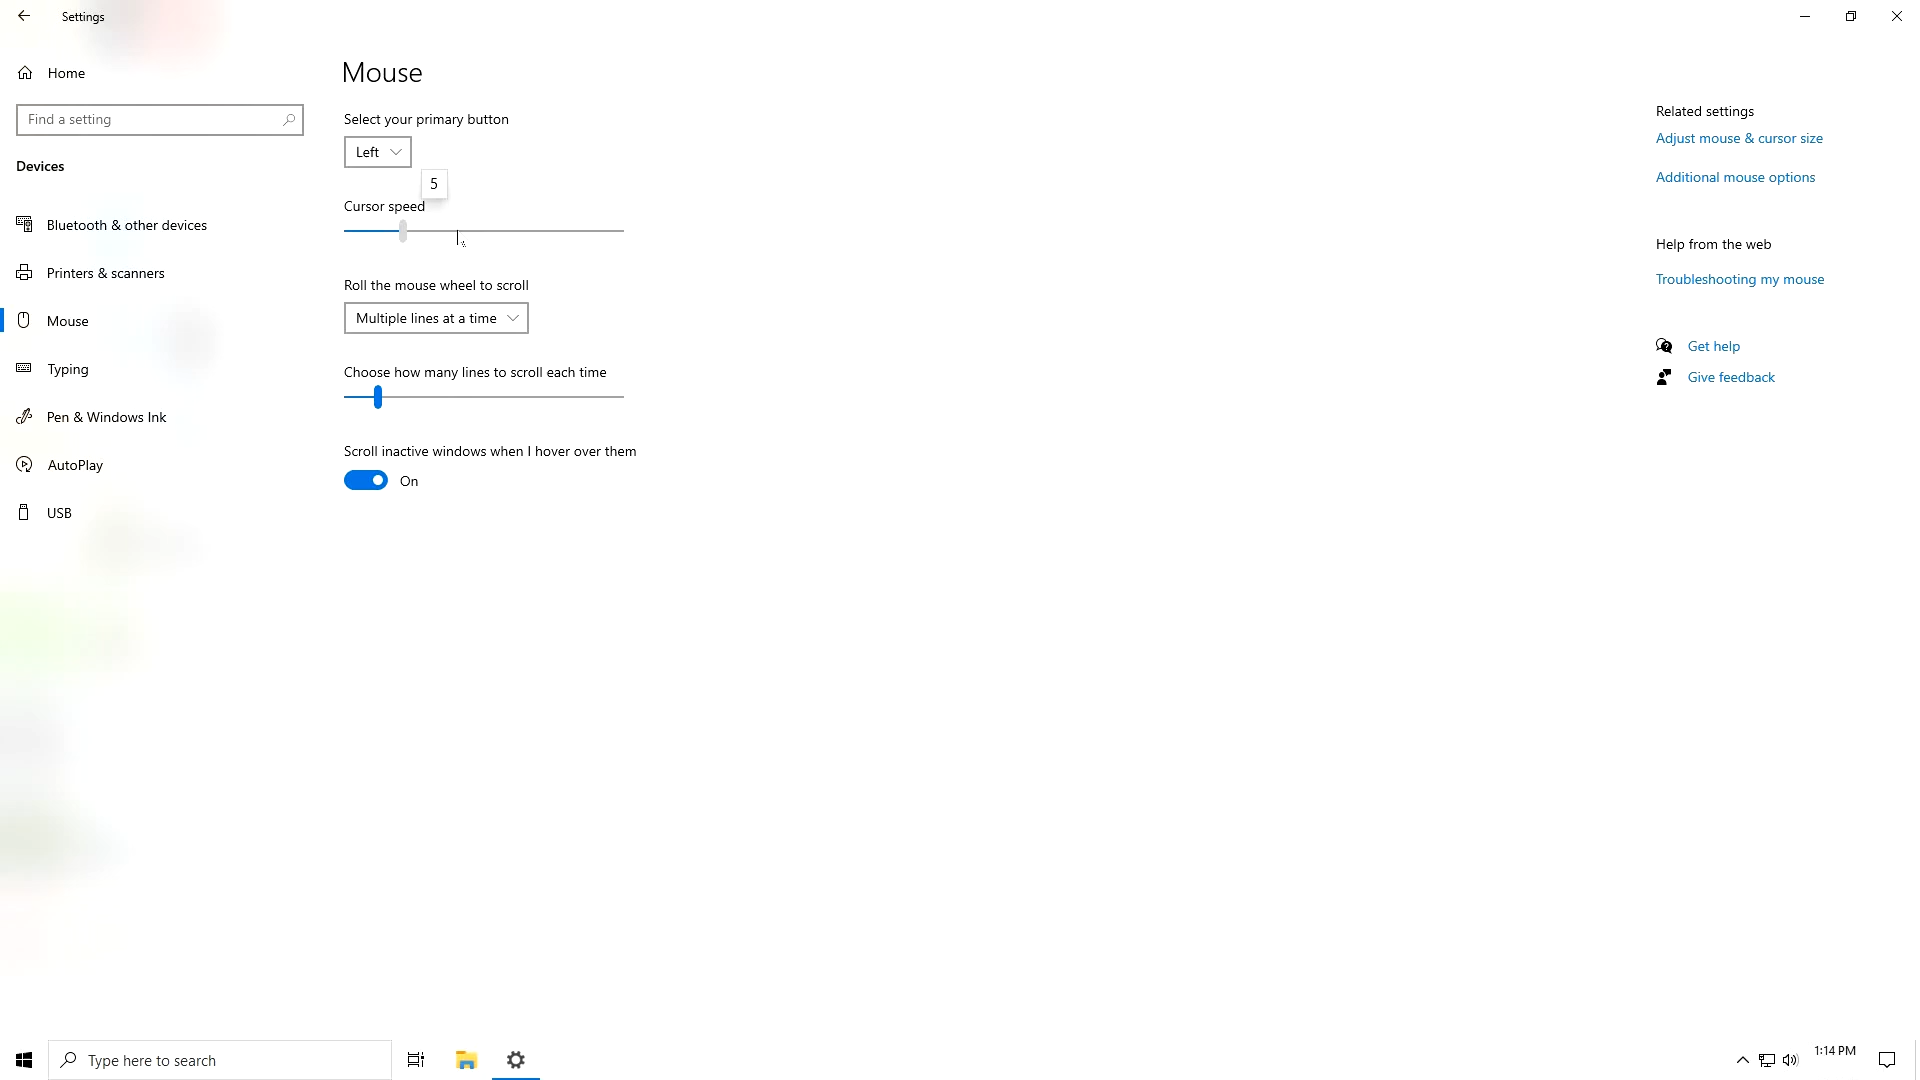 Settings
Home
Find a setting
Devices
Bluetooth & other devices
Printers & scanners
Mouse
Typing
Pen & Windows Ink
AutoPlay
USB
Mouse
Select your primary button
Left
5
Cursor speed
Roll the mouse wheel to scroll
Multiple lines at a time
Choose how many lines to scroll each time
Scroll inactive windows when I hover over them
On
Related settings
Adjust mouse & cursor size
Additional mouse options
Help from the web
Troubleshooting my mouse
Get help
Give feedback
Type here to search
1:14 PM